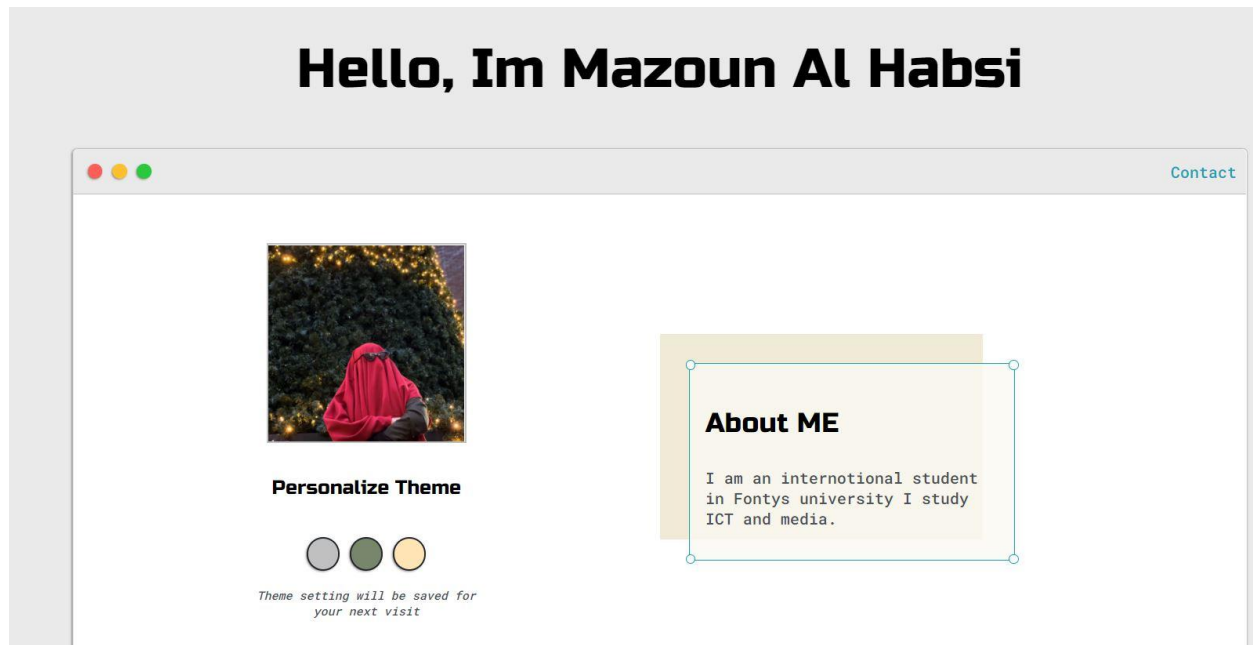 Hello, Im Mazoun Al Habsi
Contact
Personalize Theme
Theme setting will be saved for
your next visit
About ME
I am an internotional student
in Fontys university I study
ICT and media.